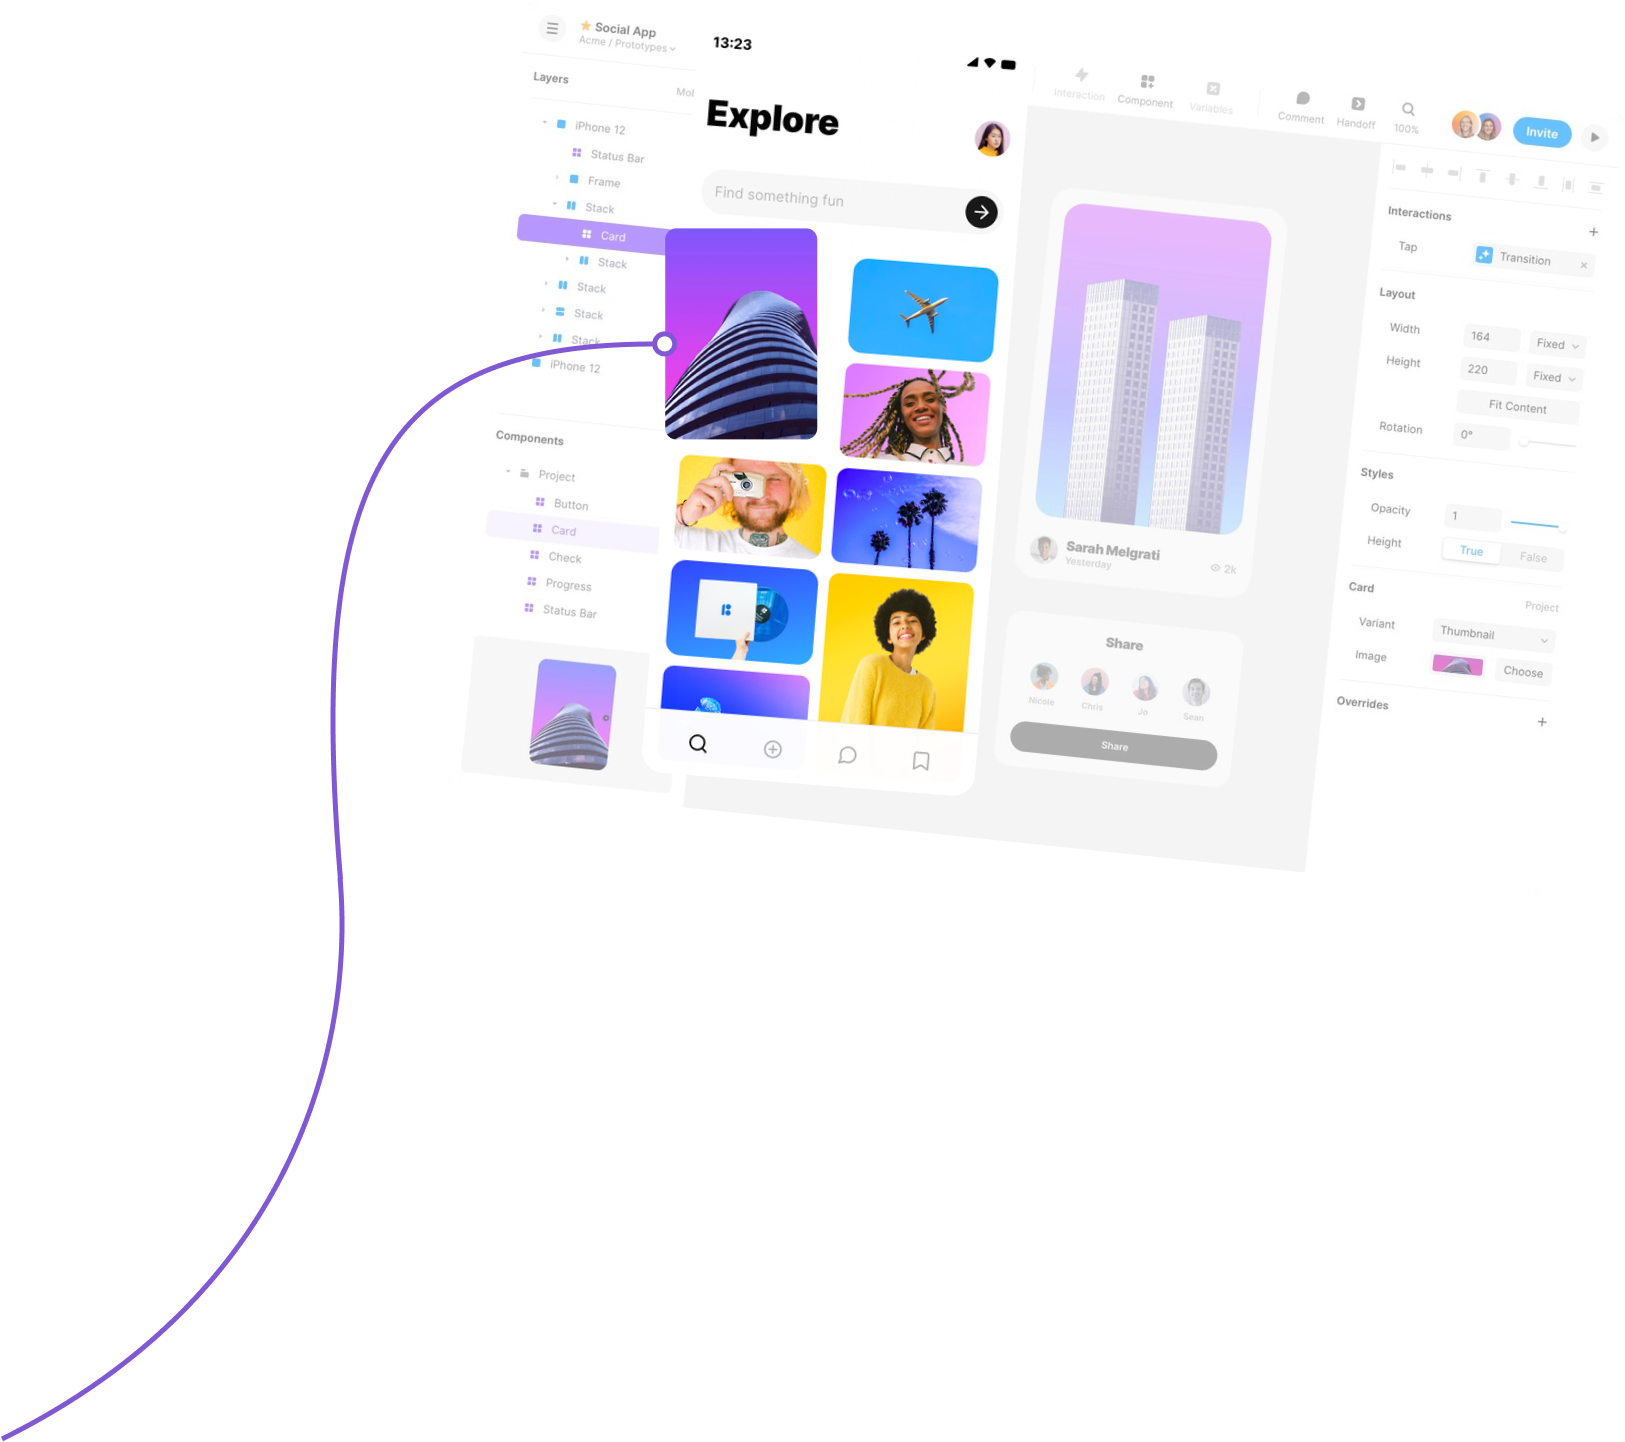 Social App
Acme / Prototypes
Layers
Mol
iPhone 12
Status Bar
Frame
Stack
Card
Stack
Stack
Stack
Stack
iPhone 12
Components
Project
Button
Card
Check
Progress
Status Bar
13:23
Explore
Find something fun
Interaction
Component
Variables
Comment
Handoff
100%
Invite
Sarah Melgrati
Yesterday
2k
Share
Nicole
Chris
Jo
Sean
Share
Interactions
Tap
Transition
Layout
Width
164
Fixed
Height
220
Fixed
Fit Content
Rotation
0°
Styles
Opacity
1
Height
True
False
Card
Project
Variant
Thumbnail
Image
Choose
Overrides